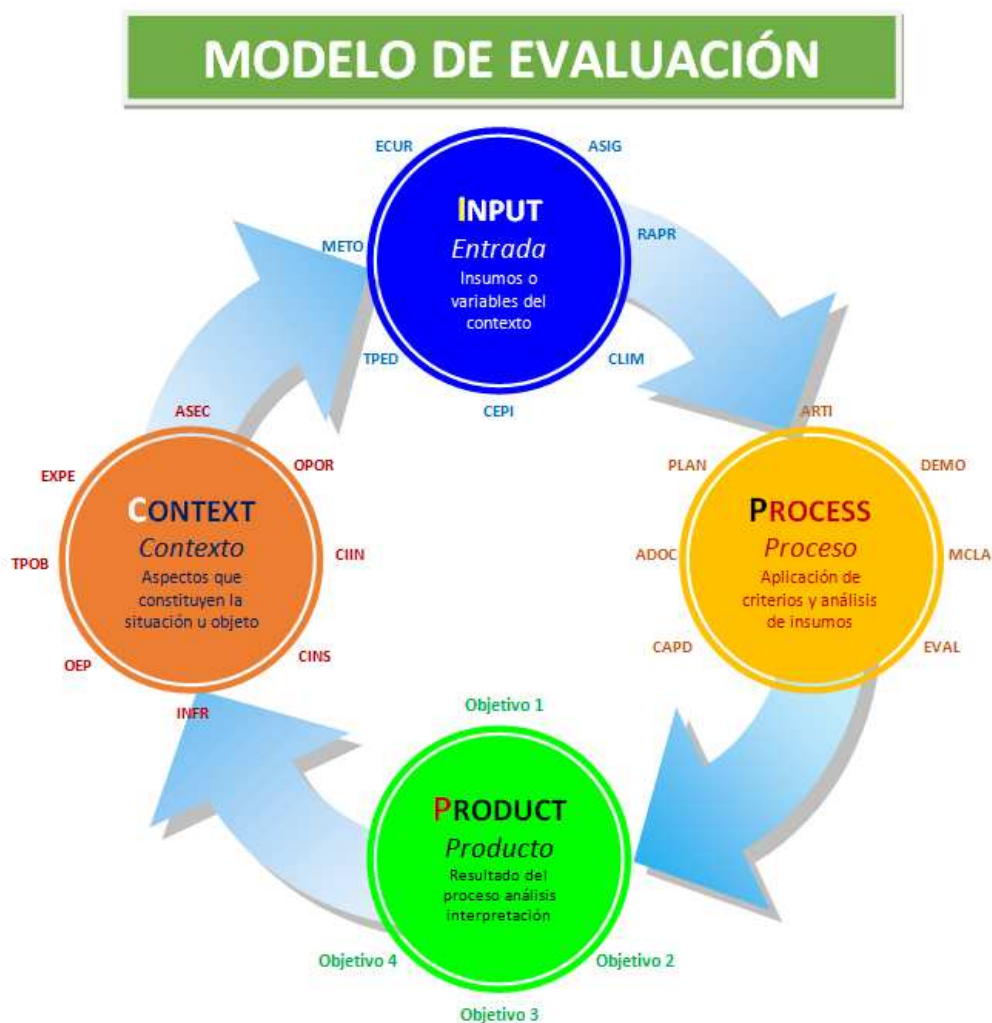 MODELO DE EVALUACIÓN
ECUR
ASIG
METO
RAPR
TPED
CLIM
CEPI
INPUT
Entrada
Insumos o
variables del
contexto
ARTI
PLAN
DEMO
ADOC
MCLA
CAPD
EVAL
PROCESS
Proceso
Aplicación de
criterios y análisis
de insumos
Objetivo 1
PRODUCT
Producto
Resultado del
proceso análisis
interpretación
Objetivo 4
Objetivo 2
Objetivo 3
ASEC
EXPE
OPOR
TPOB
CIIN
OEP
CINS
INFR
CONTEXT
Contexto
Aspectos que
constituyen la
situación u objeto